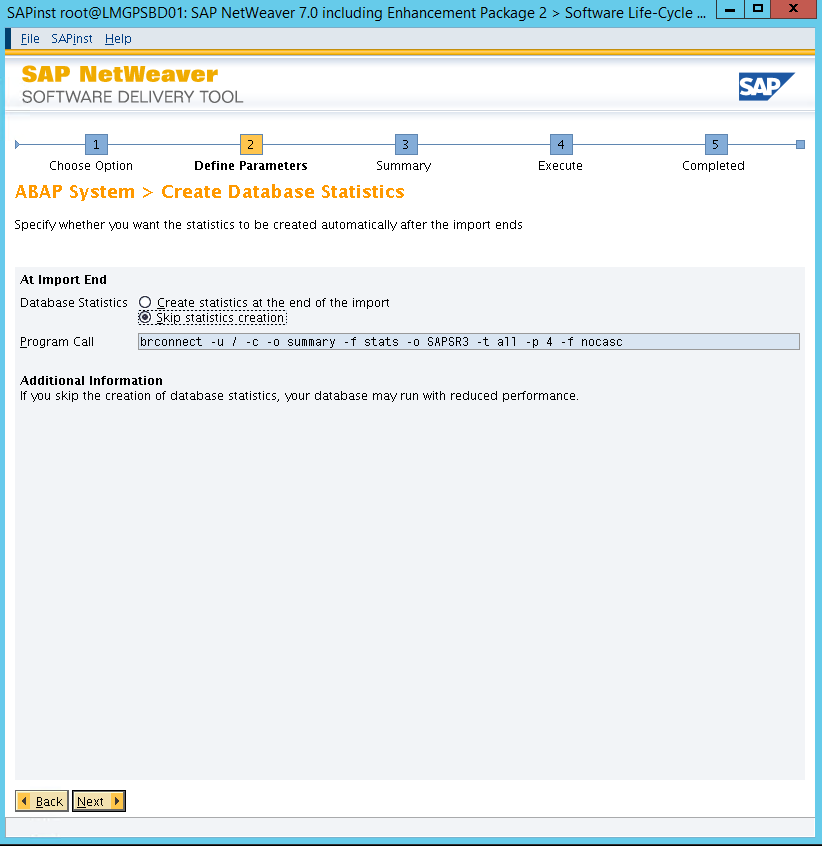 SAPinst root@LMGPSBD01: SAP NetWeaver 7.0 including Enhancement Package 2 > Software Life-Cycle ...
File SAPinst Help
SAP NetWeaver
SOFTWARE DELIVERY TOOL
SAP
1 2 3 4 5
Choose Option Define Parameters Summary Execute Completed
ABAP System > Create Database Statistics
Specify whether you want the statistics to be created automatically after the import ends
At Import End
Database Statistics Create statistics at the end of the import
Skip statistics creation
Program Call brconnect -u / -c -o summary -f stats -o SAPSR3 -t all -p 4 -f nocasc
Additional Information
If you skip the creation of database statistics, your database may run with reduced performance.
Back Next